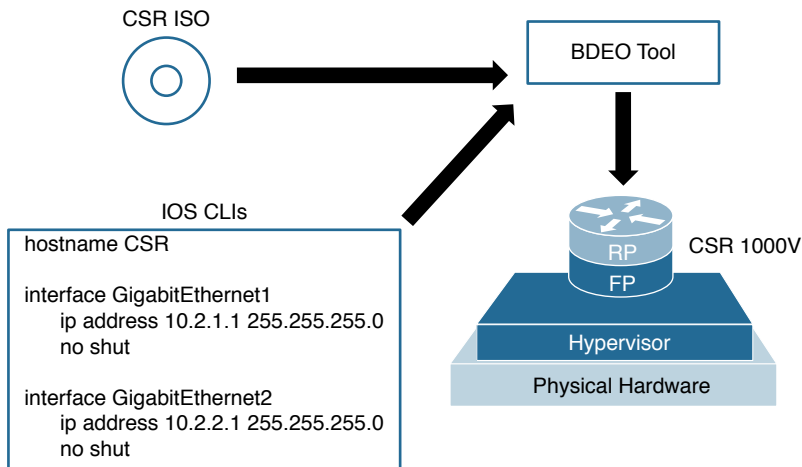 CSR ISO
BDEO Tool
IOS CLIs
hostname CSR
interface GigabitEthernet1
ip address 10.2.1.1 255.255.255.0
no shut
interface GigabitEthernet2
ip address 10.2.2.1 255.255.255.0
no shut
RP
CSR 1000V
FP
Hypervisor
Physical Hardware